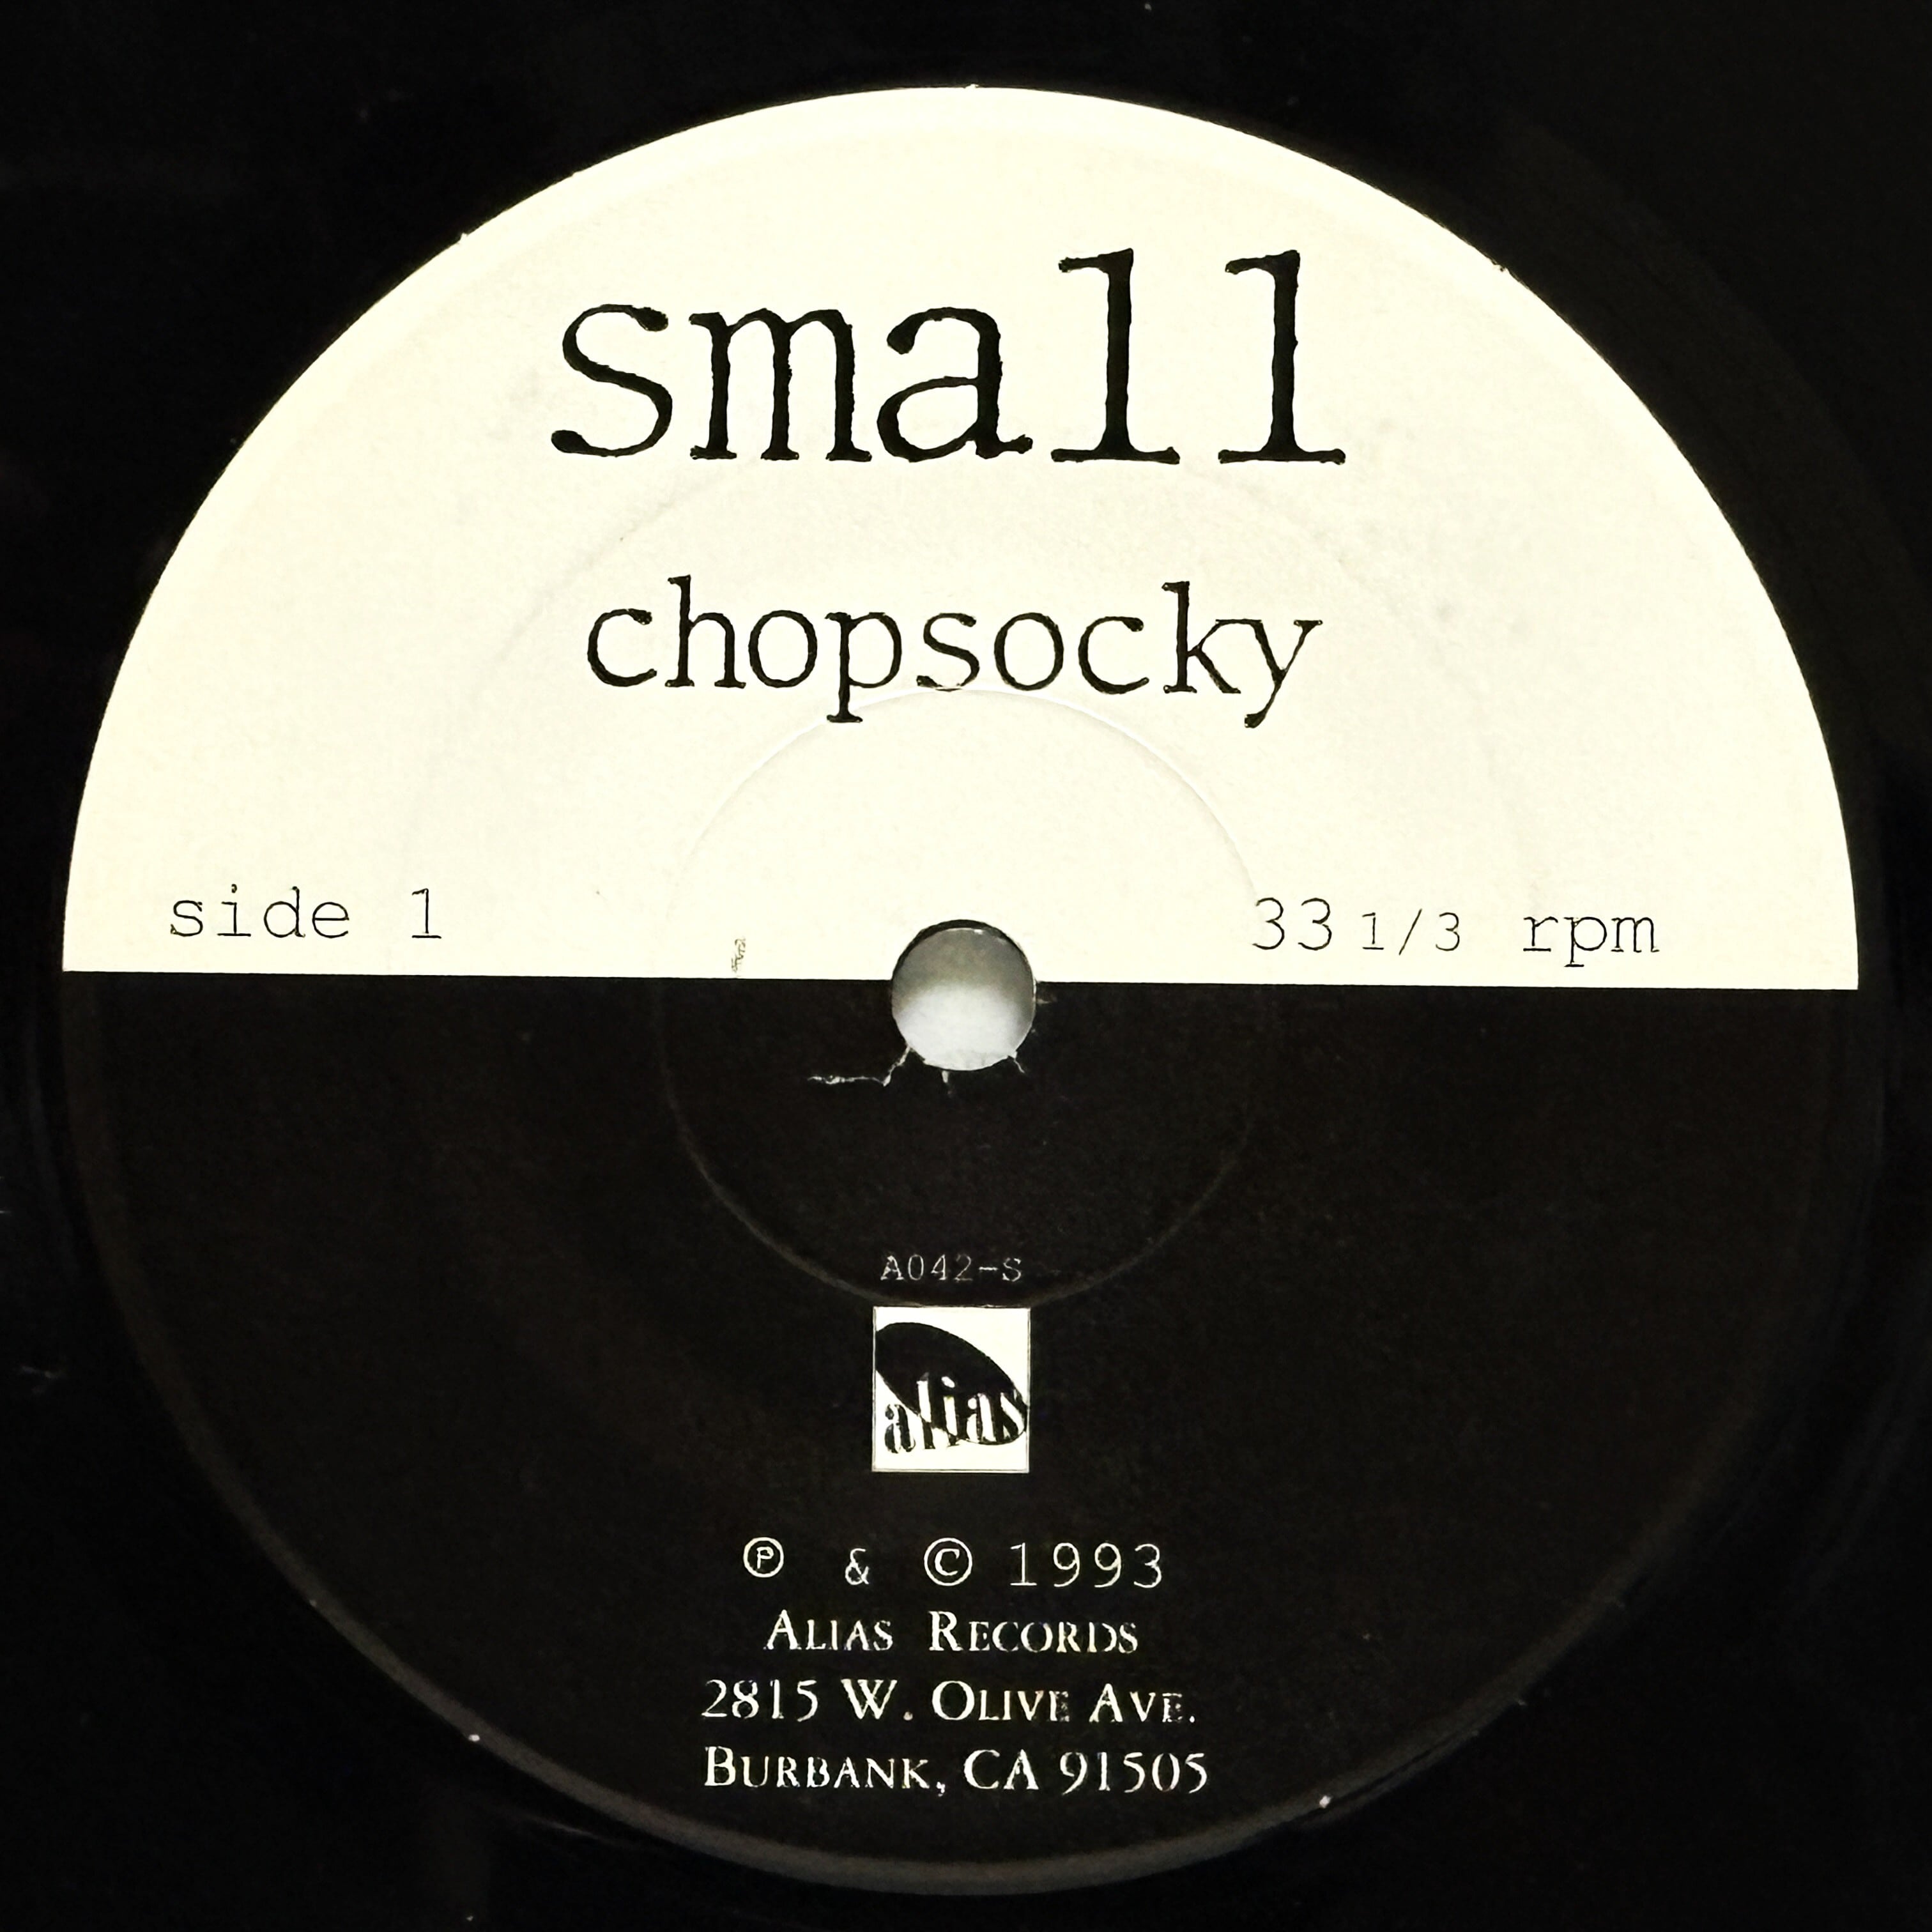 small
chopsocky
side 1
33 1/3 rpm
A042-S
alias
℗ & © 1993
ALIAS RECORDS
2815 W. OLIVE AVE.
BURBANK, CA 91505